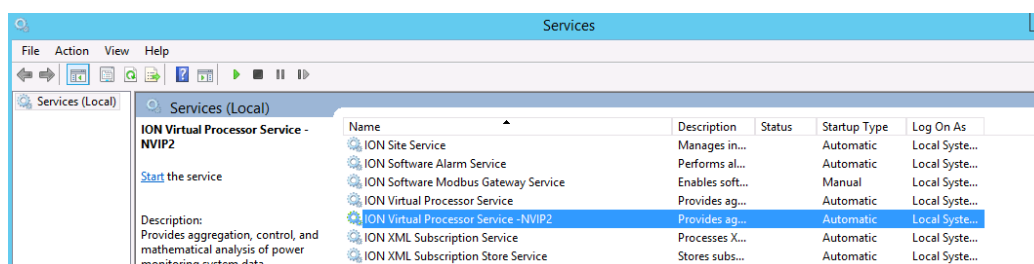 Services
File Action View Help
Services (Local)
Services (Local)
ION Virtual Processor Service -
NVIP2
Start the service
Description:
Provides aggregation, control, and
mathematical analysis of power
monitoring system data
Name Description Status Startup Type Log On As
ION Site Service Manages in... Automatic Local Syste...
ION Software Alarm Service Performs al... Automatic Local Syste...
ION Software Modbus Gateway Service Enables soft... Manual Local Syste...
ION Virtual Processor Service Provides ag... Automatic Local Syste...
ION Virtual Processor Service -NVIP2 Provides ag... Automatic Local Syste...
ION XML Subscription Service Processes X... Automatic Local Syste...
ION XML Subscription Store Service Stores subs... Automatic Local Syste...